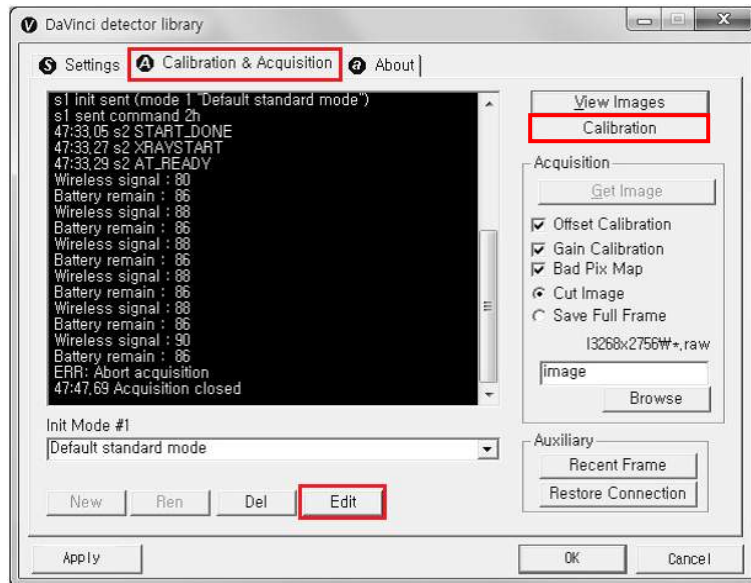 DaVinci detector library
Settings Calibration & Acquisition About
s1 init sent (mode 1 "Default standard mode")
s1 sent command 2h
47:33,05 s2 START_DONE
47:33,27 s2 XRAYSTART
47:33,29 s2 AT_READY
Wireless signal : 80
Battery remain : 86
Wireless signal : 88
Battery remain : 86
Wireless signal : 88
Battery remain : 86
Wireless signal : 88
Battery remain : 86
Wireless signal : 88
Battery remain : 86
Wireless signal : 88
Battery remain : 86
Wireless signal : 90
Battery remain : 86
ERR: Abort acquisition
47:47,69 Acquisition closed
Init Mode #1
Default standard mode
New Ren Del Edit
View Images
Calibration
Acquisition
Get Image
Offset Calibration
Gain Calibration
Bad Pix Map
Cut Image
Save Full Frame
I3268x2756₩*,raw
image
Browse
Auxiliary
Recent Frame
Restore Connection
Apply OK Cancel